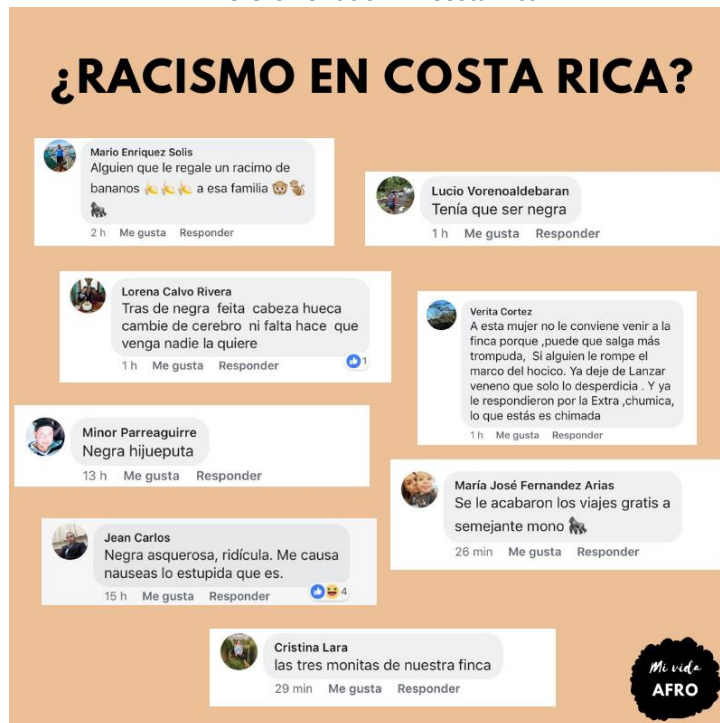 ¿RACISMO EN COSTA RICA?
Mario Enriquez Solis
Alguien que le regale un racimo de
bananos 🍌🍌🍌 a esa familia 🐵🐒
🦍
2 h Me gusta Responder
Lucio Vorenoaldebaran
Tenía que ser negra
1 h Me gusta Responder
Lorena Calvo Rivera
Tras de negra feita cabeza hueca
cambie de cerebro ni falta hace que
venga nadie la quiere
1 h Me gusta Responder 1
Verita Cortez
A esta mujer no le conviene venir a la
finca porque ,puede que salga más
trompuda, Si alguien le rompe el
marco del hocico. Ya deje de Lanzar
veneno que solo lo desperdicia . Y ya
le respondieron por la Extra ,chumica,
lo que estás es chimada
1 h Me gusta Responder
Minor Parreaguirre
Negra hijueputa
13 h Me gusta Responder
María José Fernandez Arias
Se le acabaron los viajes gratis a
semejante mono 🦍
26 min Me gusta Responder
Jean Carlos
Negra asquerosa, ridícula. Me causa
nauseas lo estupida que es.
15 h Me gusta Responder 4
Cristina Lara
las tres monitas de nuestra finca
29 min Me gusta Responder
Mi vida
AFRO